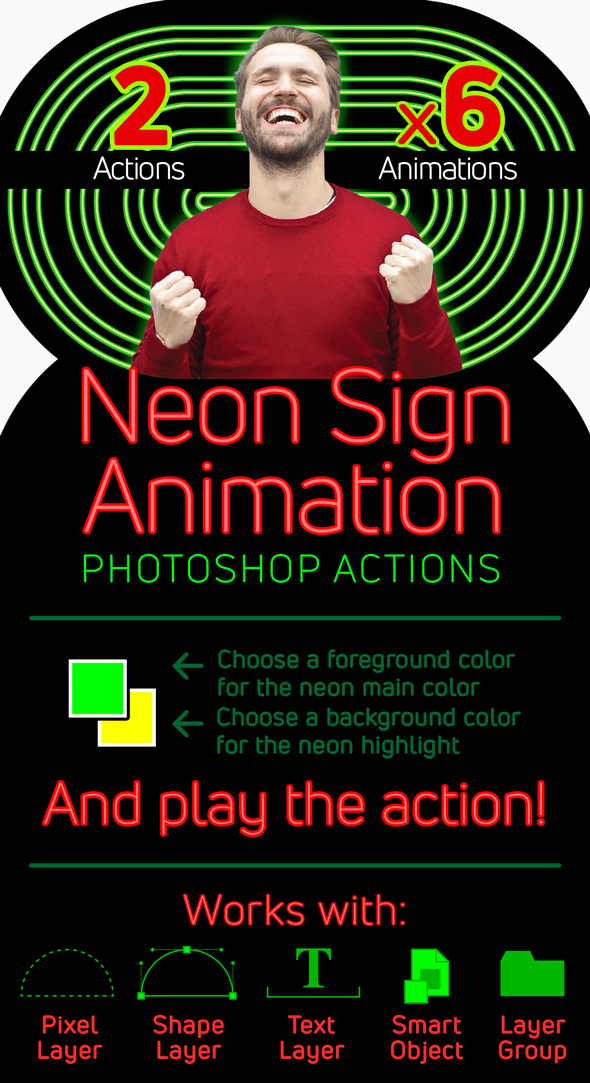 2
Actions
x6
Animations
Neon Sign
Animation
PHOTOSHOP ACTIONS
Choose a foreground color
for the neon main color
Choose a background color
for the neon highlight
And play the action!
Works with:
T
Pixel
Layer
Shape
Layer
Text
Layer
Smart
Object
Layer
Group